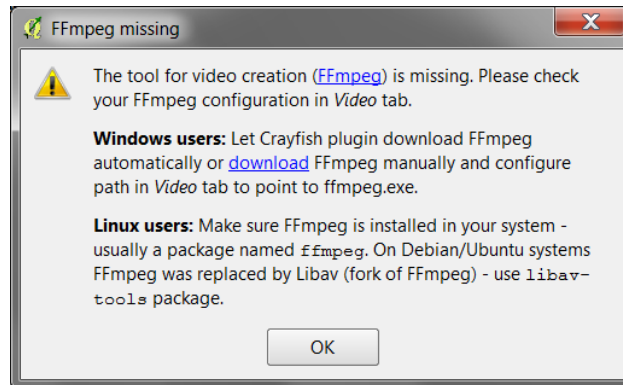 FFmpeg missing
The tool for video creation (FFmpeg) is missing. Please check
your FFmpeg configuration in Video tab.
Windows users: Let Crayfish plugin download FFmpeg
automatically or download FFmpeg manually and configure
path in Video tab to point to ffmpeg.exe.
Linux users: Make sure FFmpeg is installed in your system -
usually a package named ffmpeg. On Debian/Ubuntu systems
FFmpeg was replaced by Libav (fork of FFmpeg) - use libav-
tools package.
OK